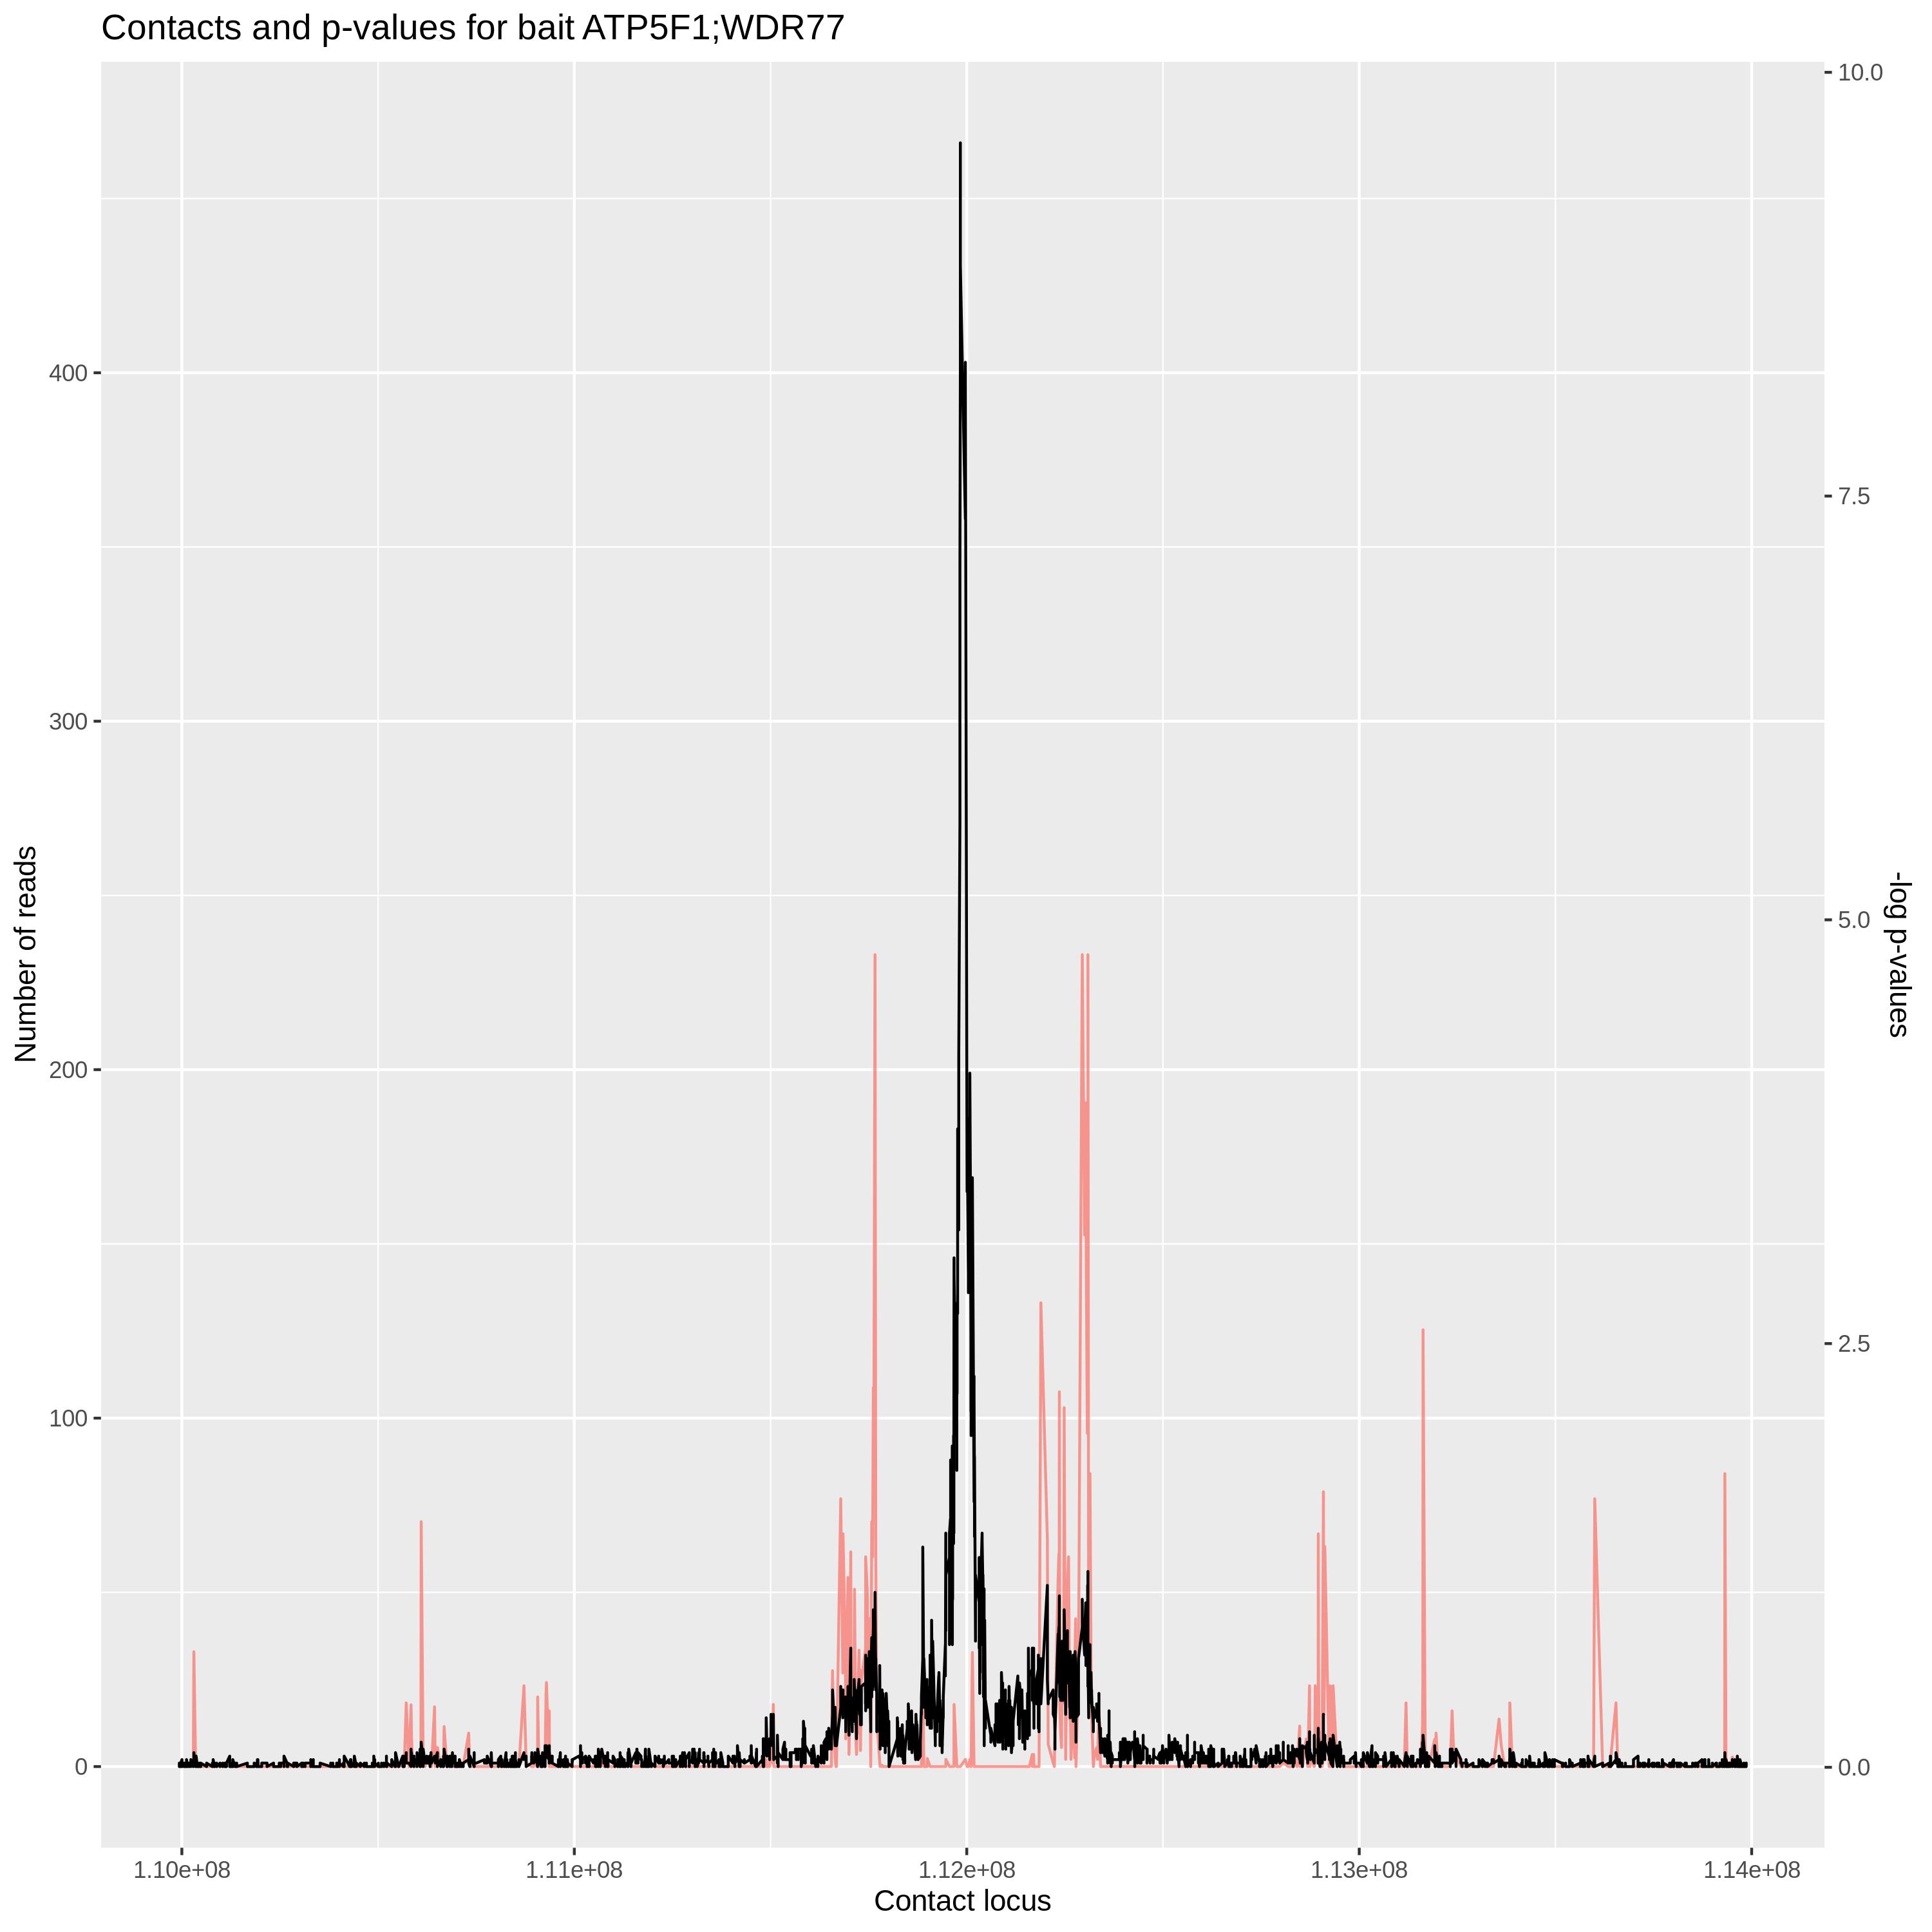 Contacts and p-values for bait ATP5F1;WDR77
Number of reads
400
300
200
100
0
10.0
7.5
5.0
2.5
0.0
-log p-values
1.10e+08
1.11e+08
1.12e+08
1.13e+08
1.14e+08
Contact locus